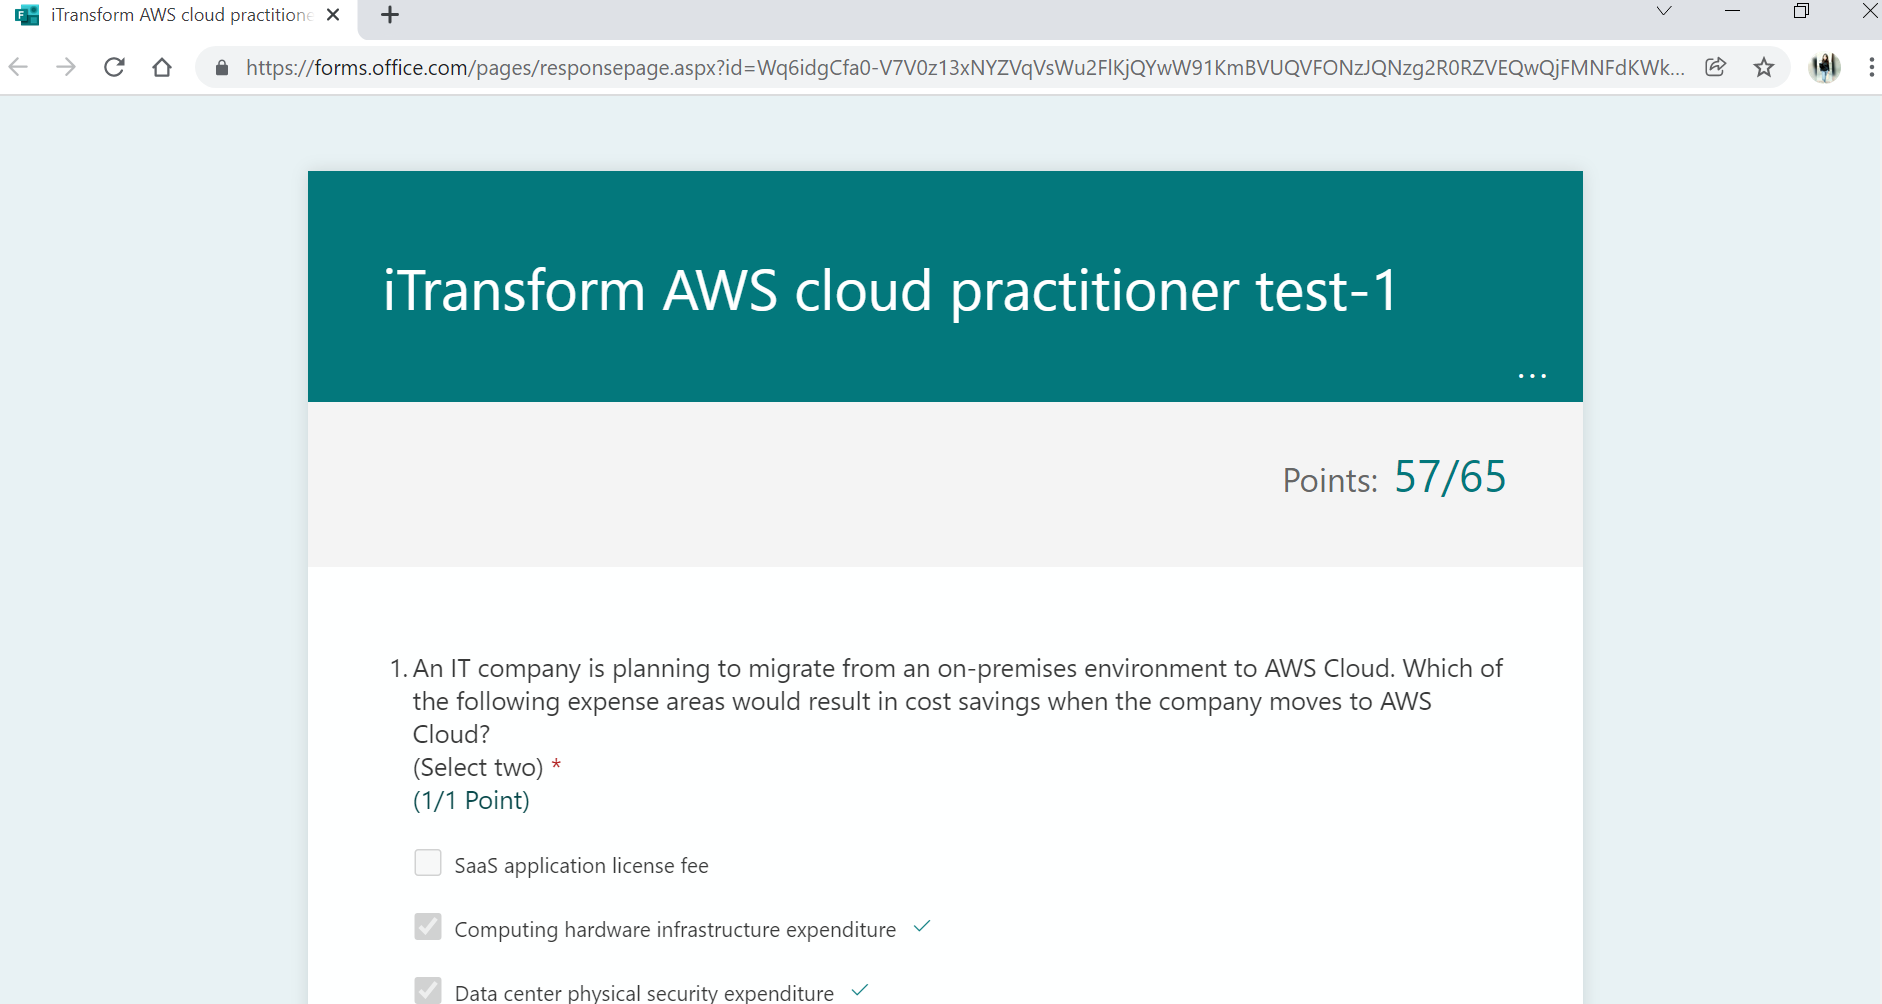 iTransform AWS cloud practitione
https://forms.office.com/pages/responsepage.aspx?id=Wq6idgCfa0-V7V0z13xNYZVqVsWu2FlKjQYwW91KmBVUQVFONzJQNzg2R0RZVEQwQjFMNFdKWk...
iTransform AWS cloud practitioner test-1
...
Points: 57/65
1. An IT company is planning to migrate from an on-premises environment to AWS Cloud. Which of
the following expense areas would result in cost savings when the company moves to AWS
Cloud?
(Select two) *
(1/1 Point)
SaaS application license fee
Computing hardware infrastructure expenditure
Data center physical security expenditure